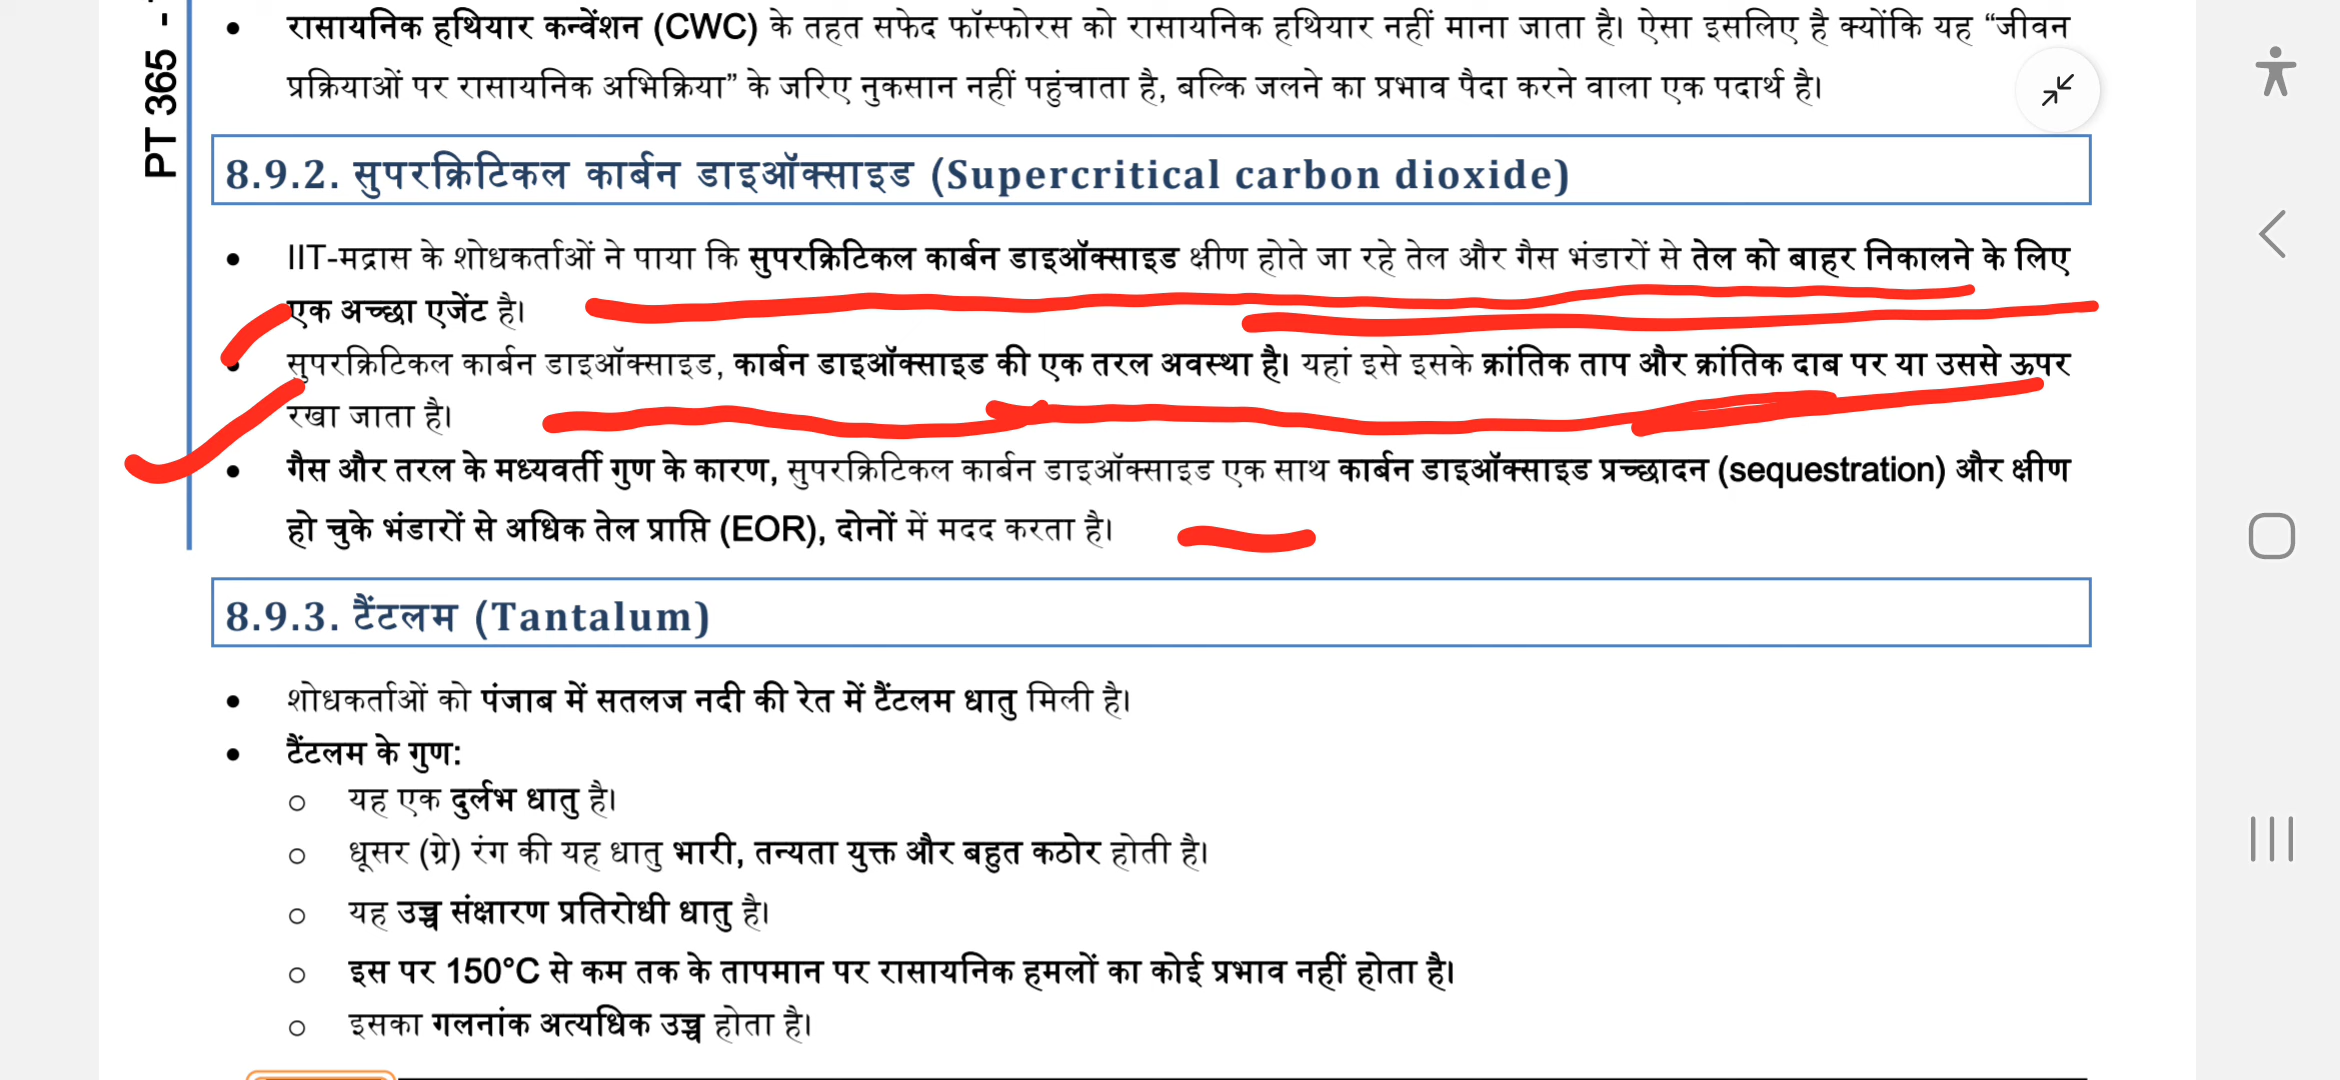 PT 365 -
रासायनिक हथियार कन्वेंशन (CWC) के तहत सफेद फॉस्फोरस को रासायनिक हथियार नहीं माना जाता है। ऐसा इसलिए है क्योंकि यह “जीवन
प्रक्रियाओं पर रासायनिक अभिक्रिया” के जरिए नुकसान नहीं पहुंचाता है, बल्कि जलने का प्रभाव पैदा करने वाला एक पदार्थ है।
8.9.2. सुपरक्रिटिकल कार्बन डाइऑक्साइड (Supercritical carbon dioxide)
IIT-मद्रास के शोधकर्ताओं ने पाया कि सुपरक्रिटिकल कार्बन डाइऑक्साइड क्षीण होते जा रहे तेल और गैस भंडारों से तेल को बाहर निकालने के लिए
एक अच्छा एजेंट है।
सुपरक्रिटिकल कार्बन डाइऑक्साइड, कार्बन डाइऑक्साइड की एक तरल अवस्था है। यहां इसे इसके क्रांतिक ताप और क्रांतिक दाब पर या उससे ऊपर
रखा जाता है।
गैस और तरल के मध्यवर्ती गुण के कारण, सुपरक्रिटिकल कार्बन डाइऑक्साइड एक साथ कार्बन डाइऑक्साइड प्रच्छादन (sequestration) और क्षीण
हो चुके भंडारों से अधिक तेल प्राप्ति (EOR), दोनों में मदद करता है।
8.9.3. टैंटलम (Tantalum)
शोधकर्ताओं को पंजाब में सतलज नदी की रेत में टैंटलम धातु मिली है।
टैंटलम के गुण:
यह एक दुर्लभ धातु है।
धूसर (ग्रे) रंग की यह धातु भारी, तन्यता युक्त और बहुत कठोर होती है।
यह उच्च संक्षारण प्रतिरोधी धातु है।
इस पर 150°C से कम तक के तापमान पर रासायनिक हमलों का कोई प्रभाव नहीं होता है।
इसका गलनांक अत्यधिक उच्च होता है।